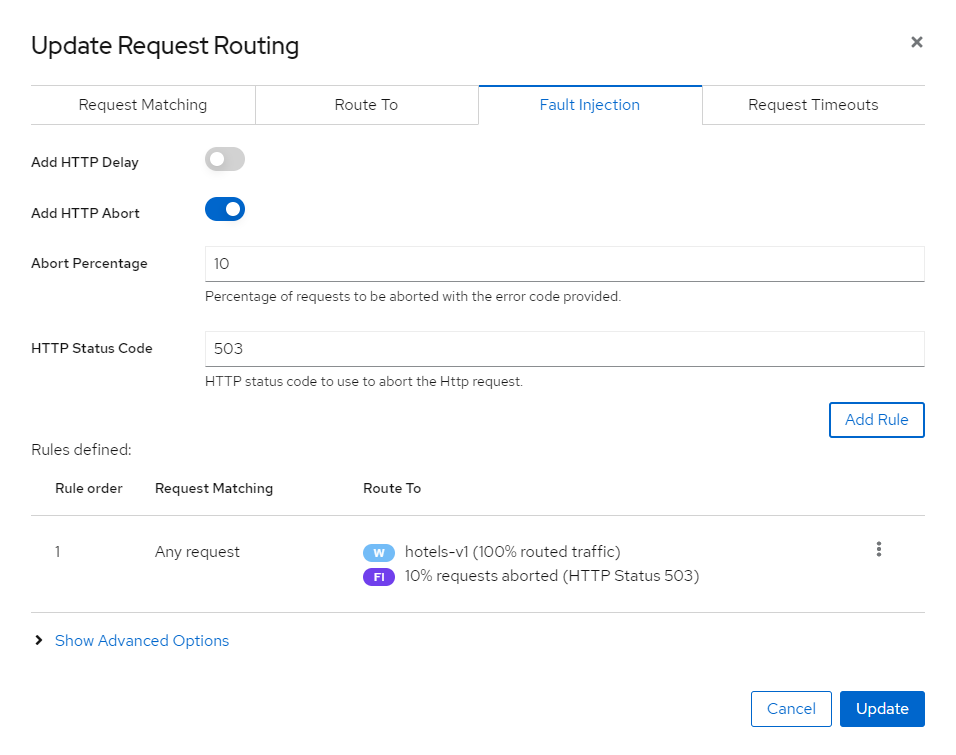 Update Request Routing
Request Matching
Route To
Fault Injection
Request Timeouts
Add HTTP Delay
Add HTTP Abort
Abort Percentage
10
Percentage of requests to be aborted with the error code provided.
HTTP Status Code
503
HTTP status code to use to abort the Http request.
Add Rule
Rules defined:
Rule order Request Matching Route To
1 Any request W hotels-v1 (100% routed traffic)
FI 10% requests aborted (HTTP Status 503)
Show Advanced Options
Cancel Update